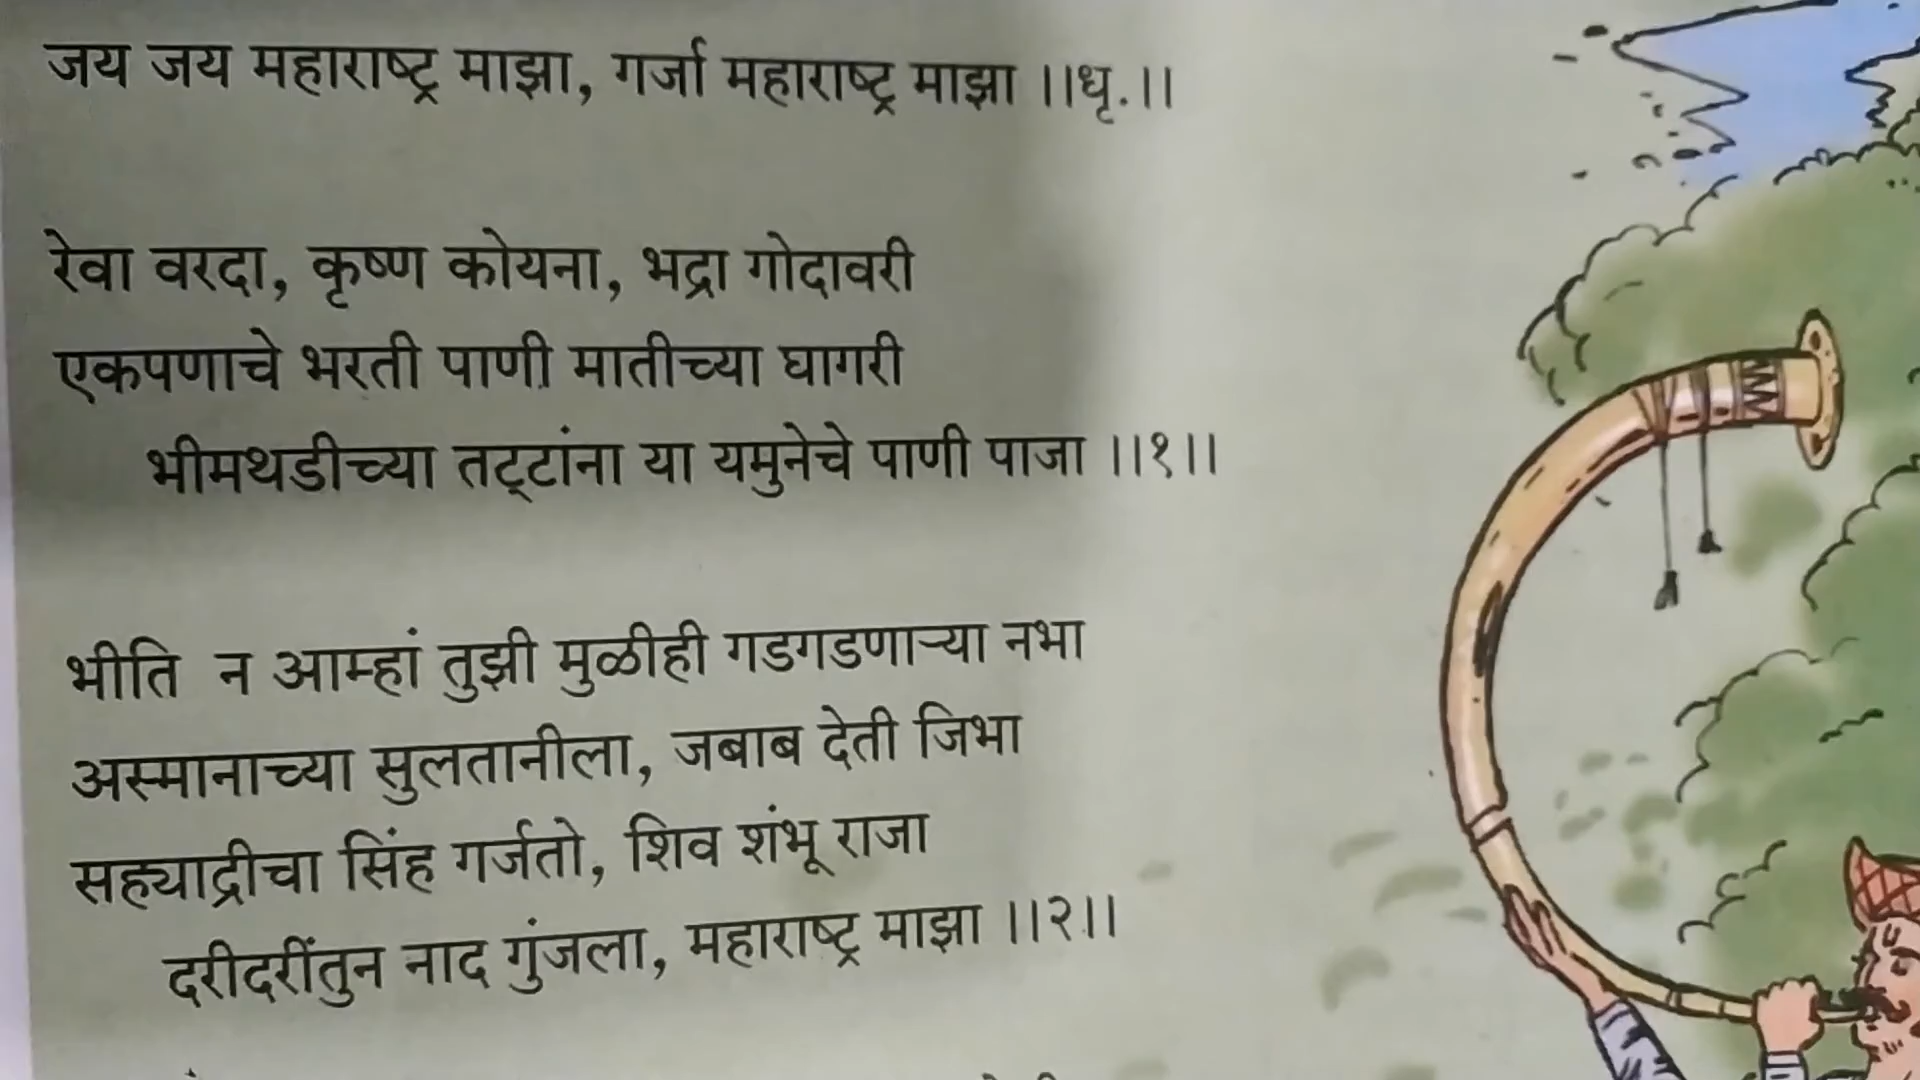 जय जय महाराष्ट्र माझा, गर्जा महाराष्ट्र माझा ।।धृ.।।
रेवा वरदा, कृष्ण कोयना, भद्रा गोदावरी
एकपणाचे भरती पाणी मातीच्या घागरी
भीमथडीच्या तट्‌टांना या यमुनेचे पाणी पाजा ।।१।।
भीति न आम्हां तुझी मुळीही गडगडणाऱ्या नभा
अस्मानाच्या सुलतानीला, जबाब देती जिभा
सह्याद्रीचा सिंह गर्जतो, शिव शंभू राजा
दरीदरींतुन नाद गुंजला, महाराष्ट्र माझा ।।२।।